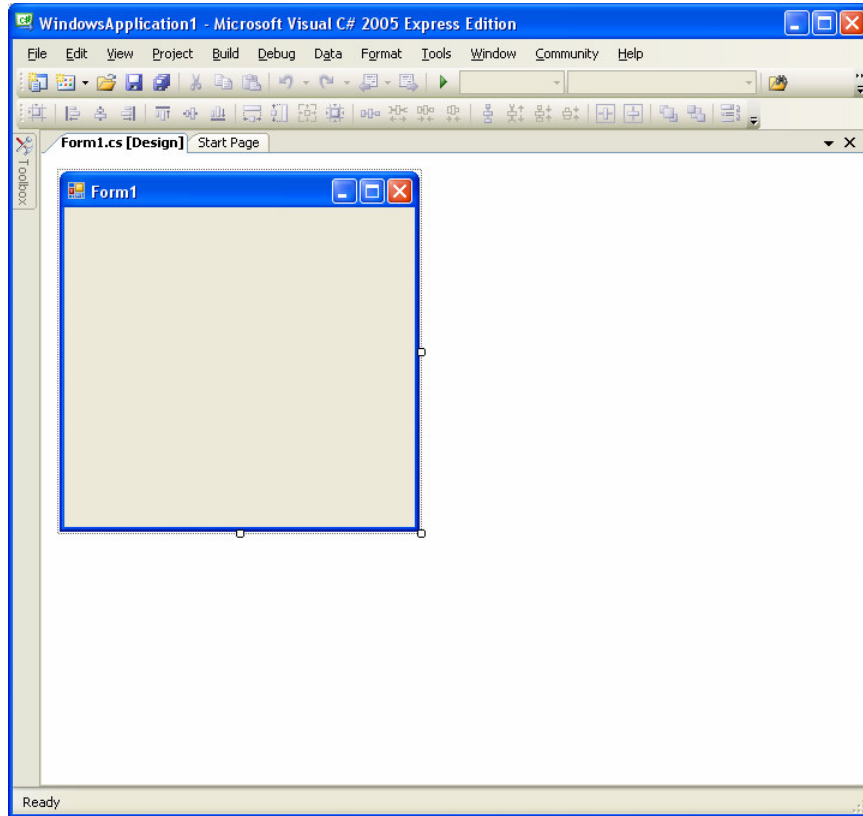 WindowsApplication1 - Microsoft Visual C# 2005 Express Edition
File Edit View Project Build Debug Data Format Tools Window Community Help
Form1.cs [Design] Start Page
Toolbox
Form1
Ready